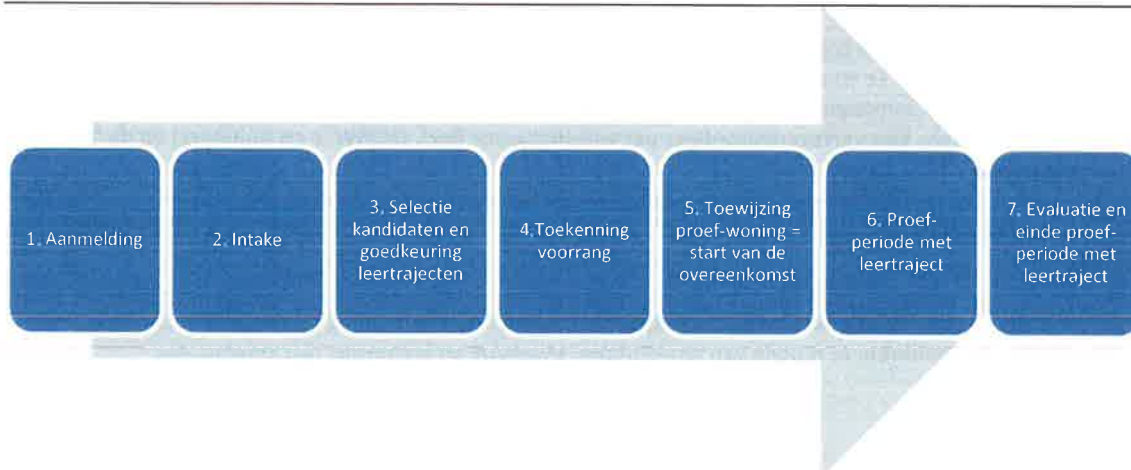 1. Aanmelding
2. Intake
3. Selectie
kandidaten en
goedkeuring
leertrajecten
4.Toekenning
voorrang
5. Toewijzing
proef-woning =
start van de
overeenkomst
6. Proef-
periode met
leertraject
7. Evaluatie en
einde proef-
periode met
leertraject